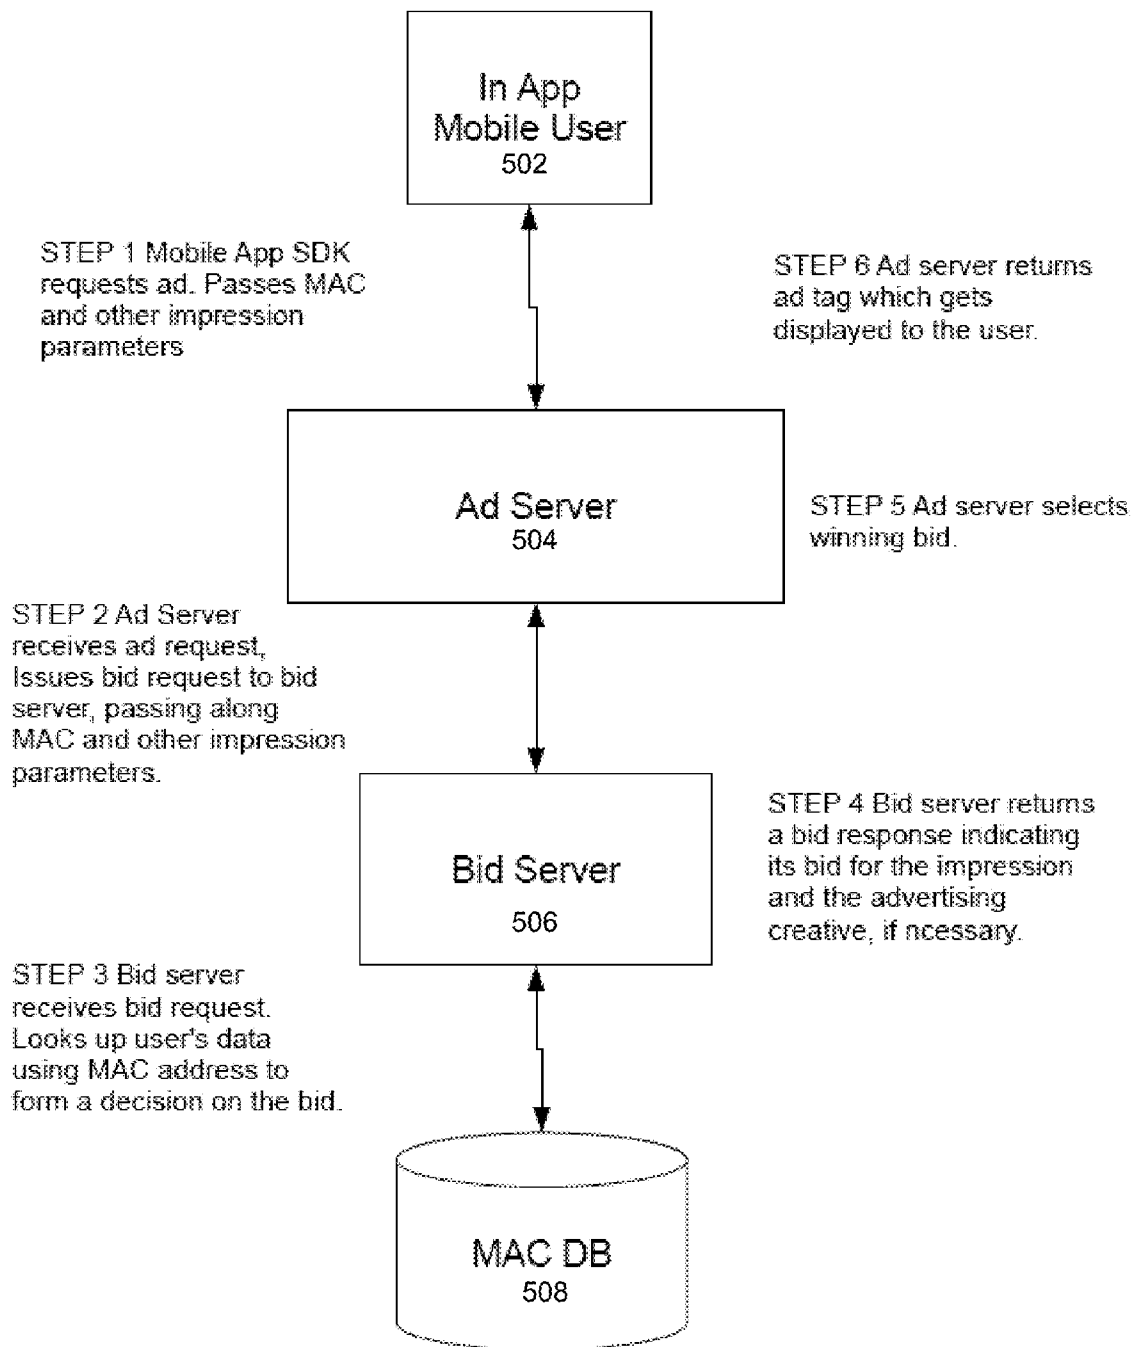 In App
Mobile User
502
STEP 1 Mobile App SDK
requests ad. Passes MAC
and other impression
parameters
STEP 6 Ad server returns
ad tag which gets
displayed to the user.
Ad Server
504
STEP 5 Ad server selects
winning bid.
STEP 2 Ad Server
receives ad request,
Issues bid request to bid
server, passing along
MAC and other impression
parameters.
Bid Server
506
STEP 4 Bid server returns
a bid response indicating
its bid for the impression
and the advertising
creative, if ncessary.
STEP 3 Bid server
receives bid request.
Looks up user's data
using MAC address to
form a decision on the bid.
MAC DB
508